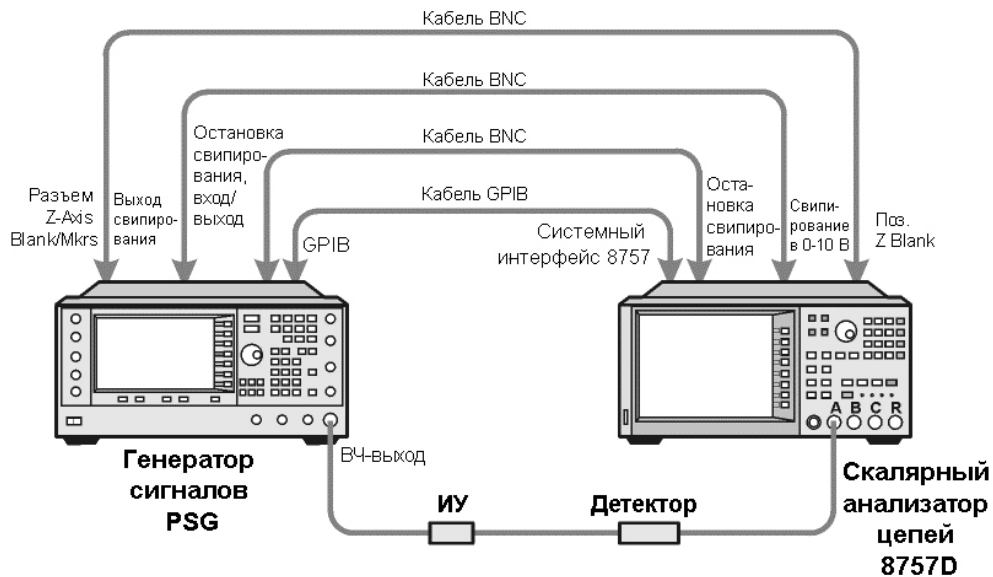 Кабель BNC
Кабель BNC
Кабель BNC
Кабель GPIB
Разъем
Z-Axis
Blank/Mkrs
Выход
свипиро-
вания
Остановка
свипиро-
вания,
вход/
выход
GPIB
Системный
интерфейс 8757
Оста-
новка
свипиро-
вания
Свипи-
рование
в 0-10 В
Поз.
Z Blank
A B C R
Генератор
сигналов
PSG
ВЧ-выход
ИУ
Детектор
Скалярный
анализатор
цепей
8757D